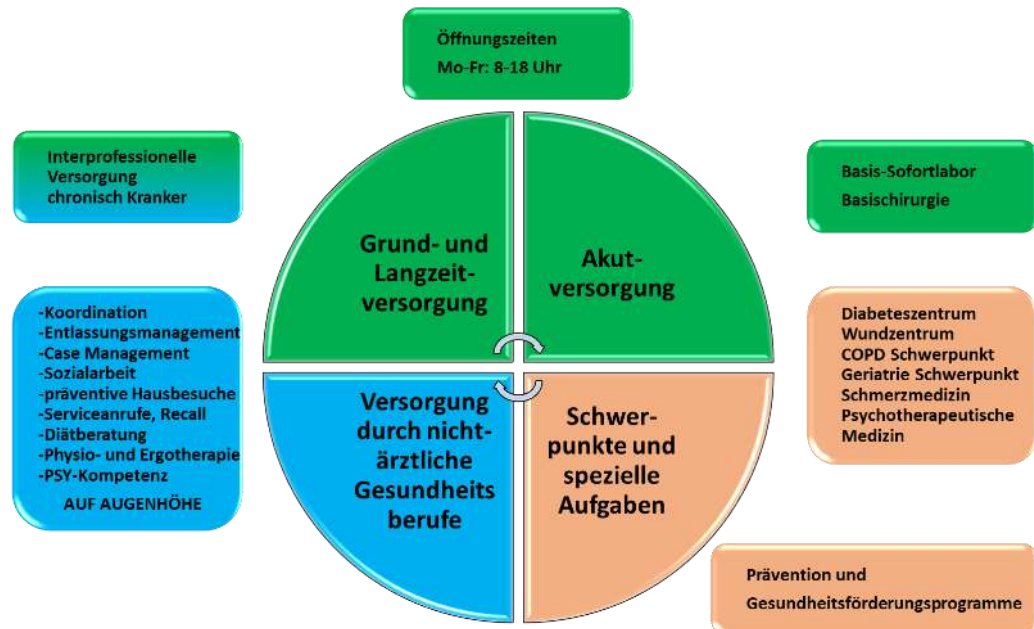 Öffnungszeiten
Mo-Fr: 8-18 Uhr
Interprofessionelle
Versorgung
chronisch Kranker
Basis-Sofortlabor
Basischirurgie
Grund- und
Langzeit-
versorgung
Akut-
versorgung
-Koordination
-Entlassungsmanagement
-Case Management
-Sozialarbeit
-präventive Hausbesuche
-Serviceanrufe, Recall
-Diätberatung
-Physio- und Ergotherapie
-PSY-Kompetenz
AUF AUGENHÖHE
Versorgung
durch nicht-
ärztliche
Gesundheits
berufe
Schwer-
punkte und
spezielle
Aufgaben
Diabeteszentrum
Wundzentrum
COPD Schwerpunkt
Geriatrie Schwerpunkt
Schmerzmedizin
Psychotherapeutische
Medizin
Prävention und
Gesundheitsförderungsprogramme